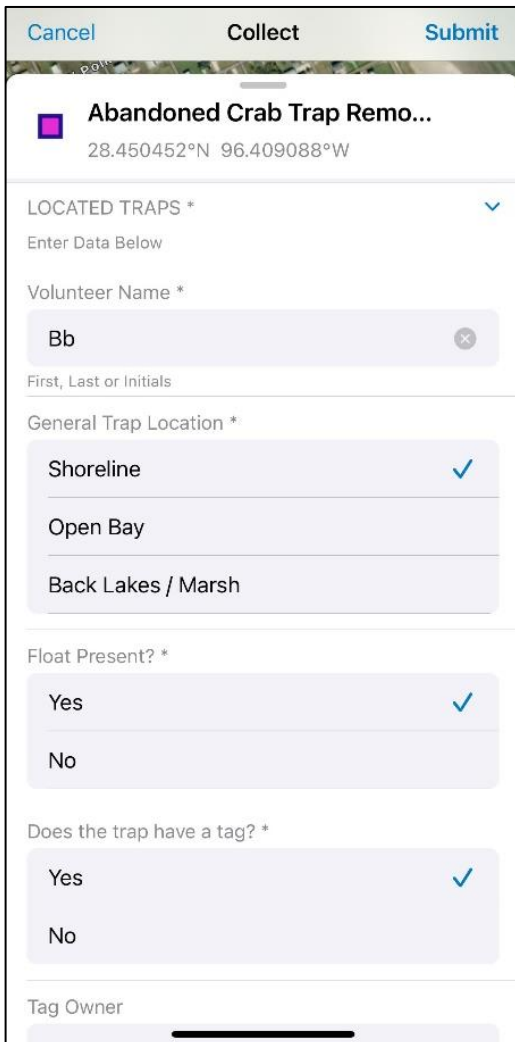 Cancel Collect Submit
Abandoned Crab Trap Remo...
28.450452°N 96.409088°W
LOCATED TRAPS *
Enter Data Below
Volunteer Name *
Bb
First, Last or Initials
General Trap Location *
Shoreline
Open Bay
Back Lakes / Marsh
Float Present? *
Yes
No
Does the trap have a tag? *
Yes
No
Tag Owner